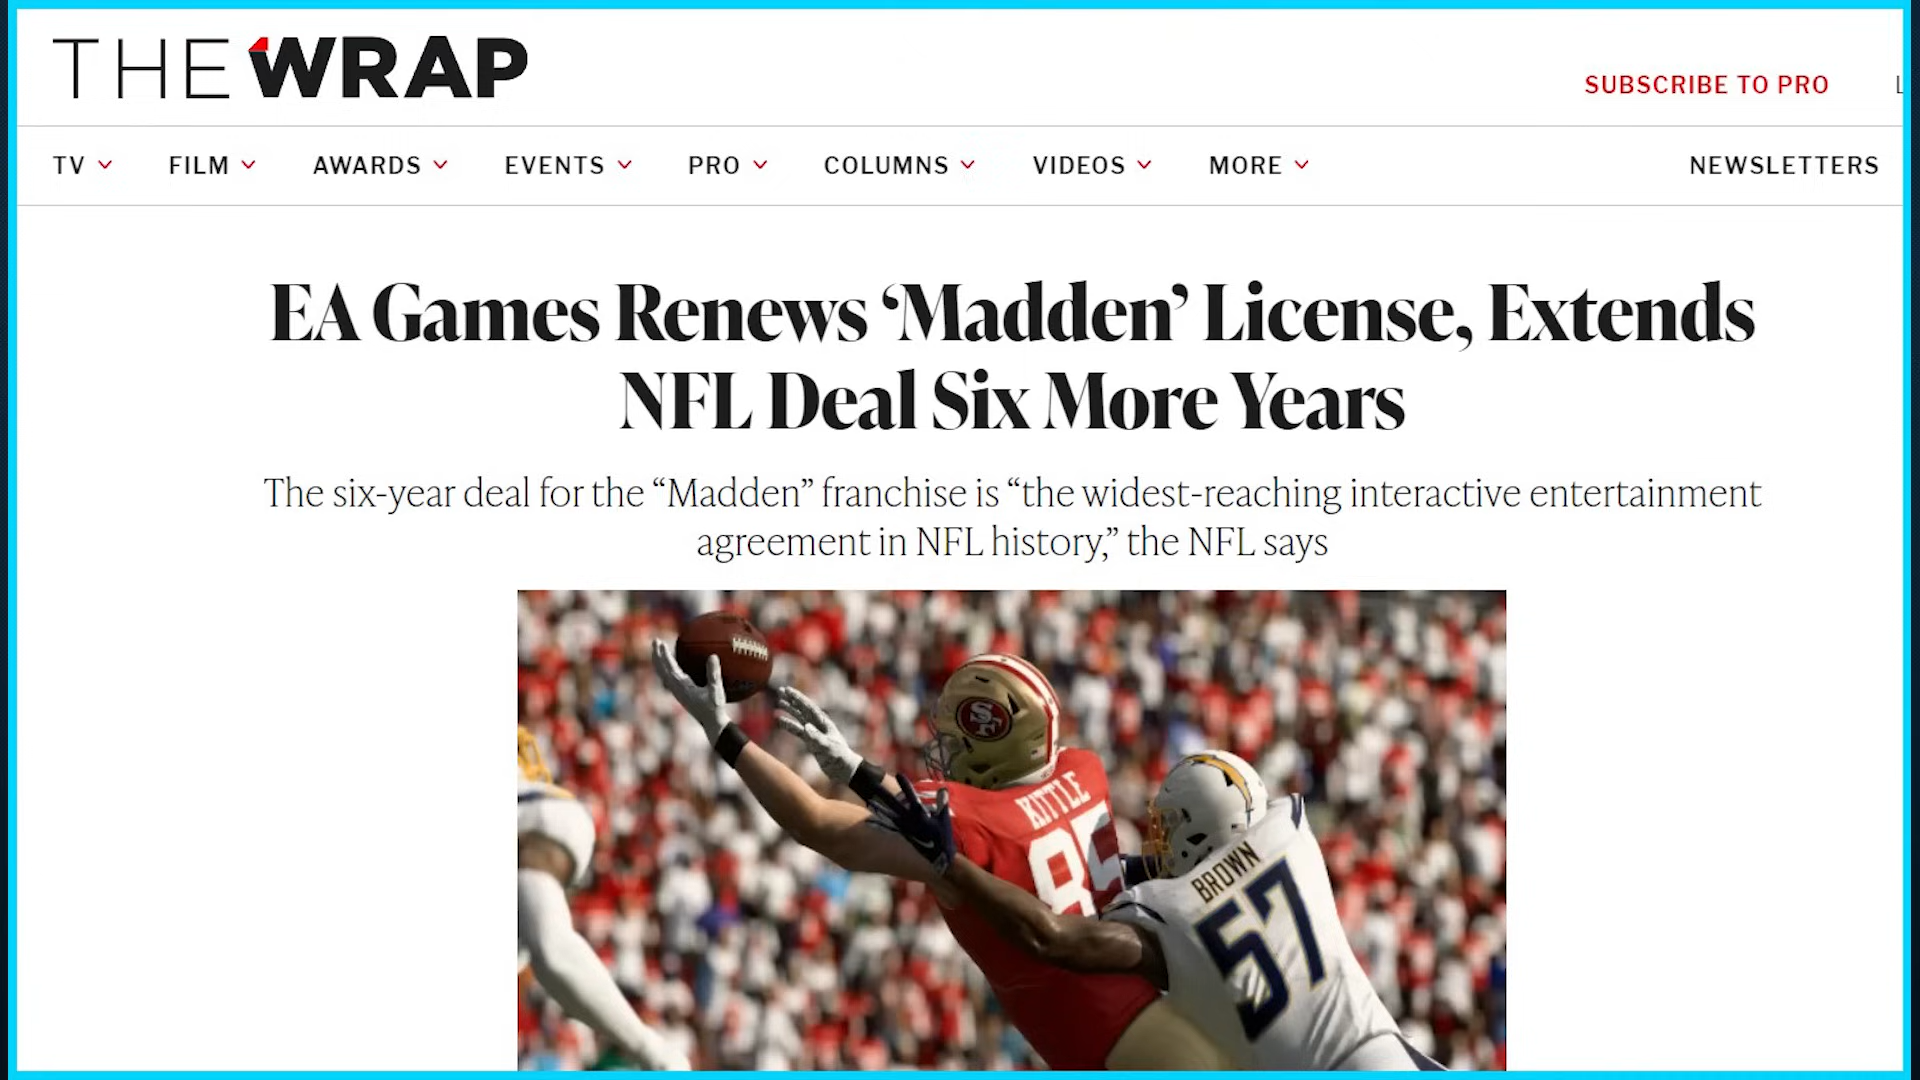 THE WRAP
SUBSCRIBE TO PRO
TV FILM AWARDS EVENTS PRO COLUMNS VIDEOS MORE NEWSLETTERS
EA Games Renews ‘Madden’ License, Extends
NFL Deal Six More Years
The six-year deal for the “Madden” franchise is “the widest-reaching interactive entertainment
agreement in NFL history,” the NFL says
SF
KITTLE
85
BROWN
57